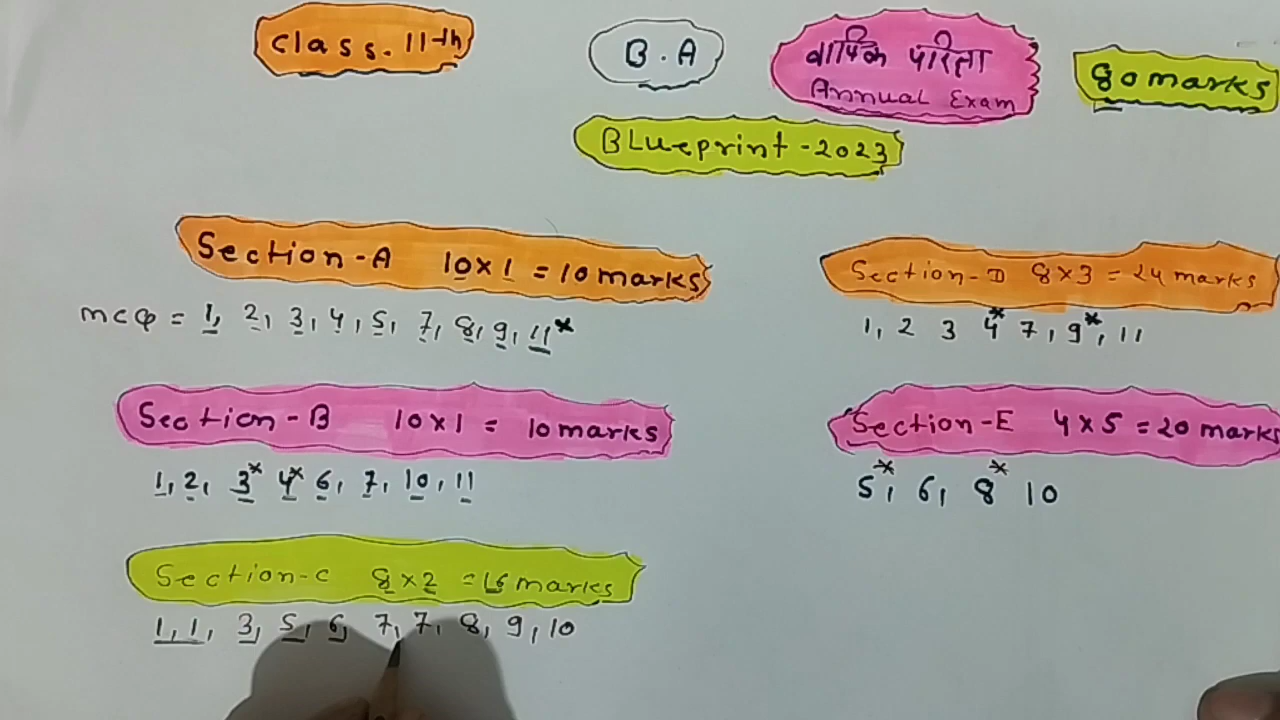 Class. 11th
B.A
वार्षिक परिक्षा
Annual Exam
80 marks
BLueprint - 2023
Section - A 10 x 1 = 10 marks
mcq = 1, 2, 3, 4, 5, 7, 8, 9, 11*
Section - B 10 x 1 = 10 marks
1, 2, 3* 4* 6, 7, 10, 11
Section - C 8 x 2 = 16 marks
1, 1, 3, 5, 6, 7, 7, 8, 9, 10
Section - D 8 x 3 = 24 marks
1, 2 3 4* 7, 9*, 11
Section - E 4 x 5 = 20 marks
5*, 6, 8* 10